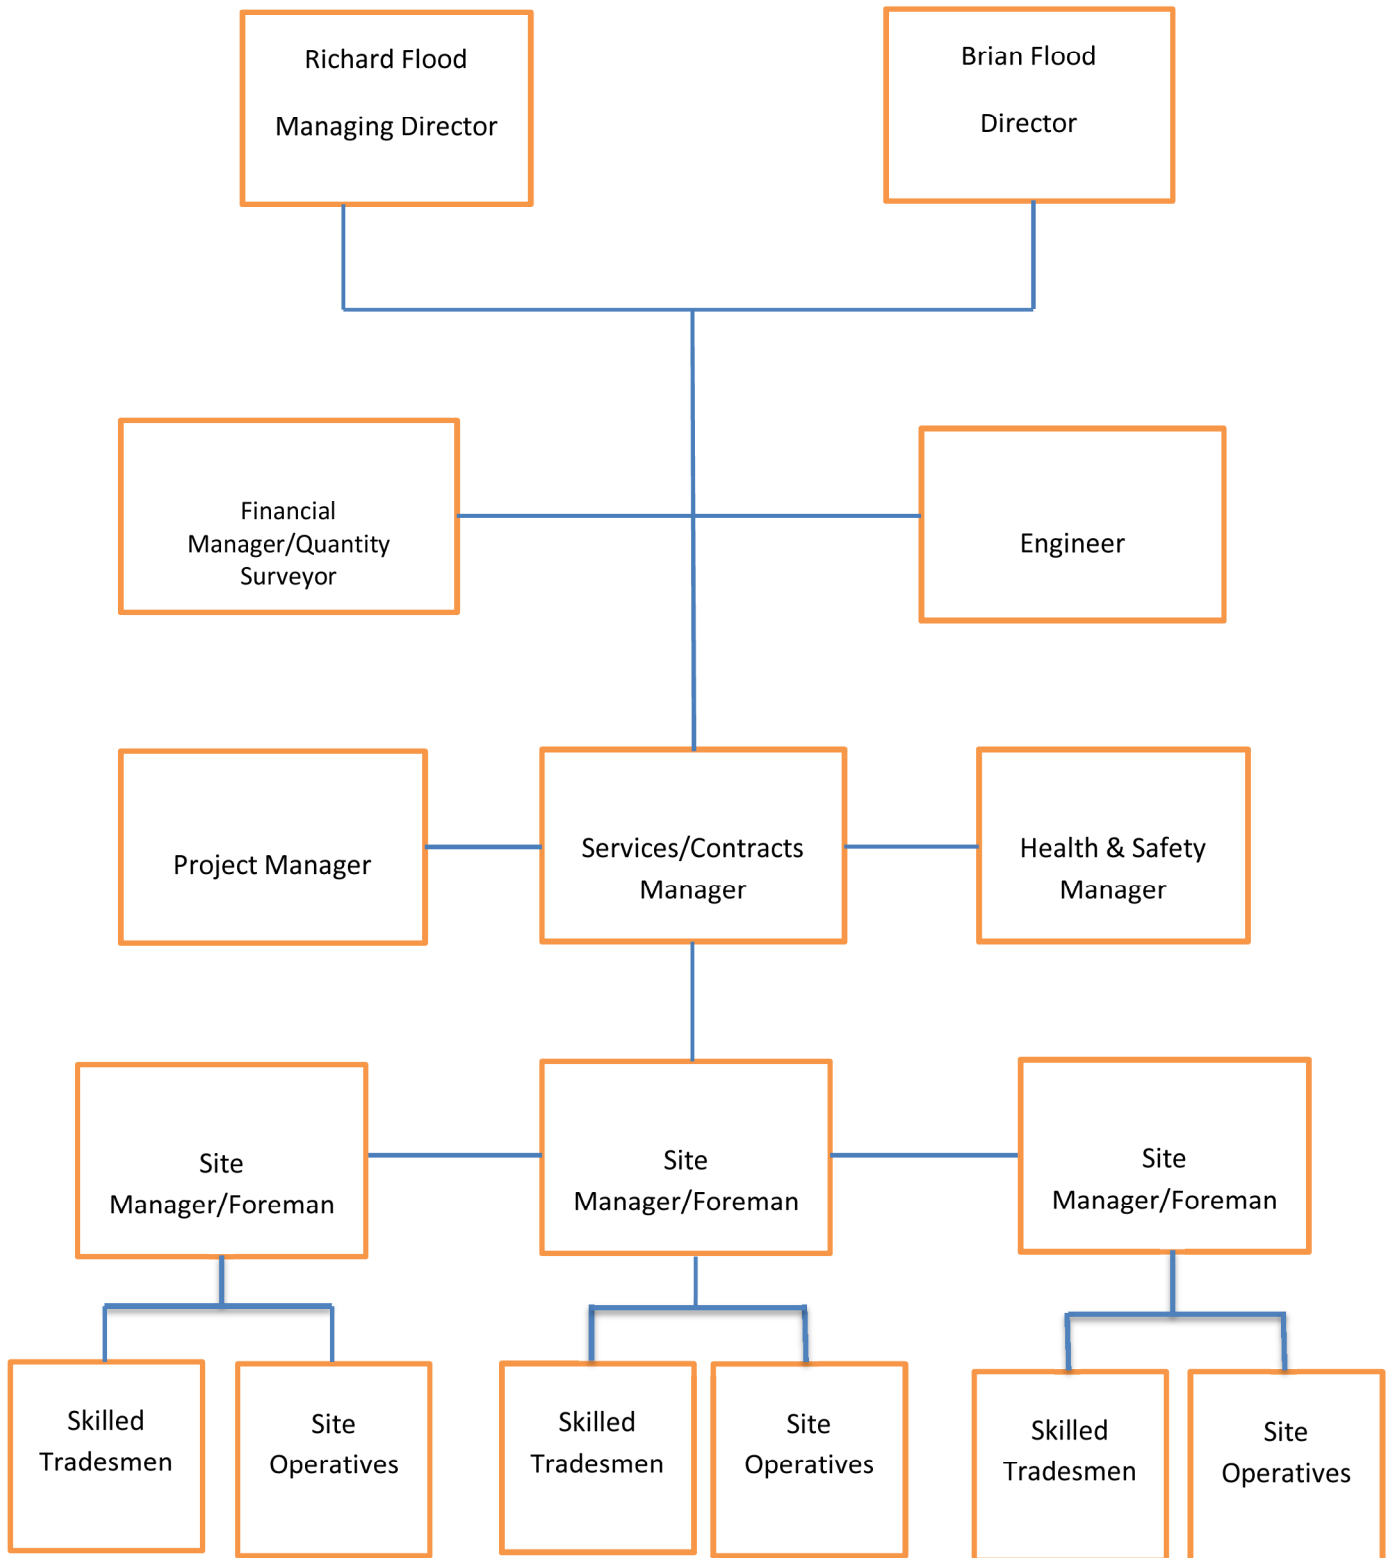 Richard Flood
Managing Director
Brian Flood
Director
Financial
Manager/Quantity
Surveyor
Engineer
Project Manager
Services/Contracts
Manager
Health & Safety
Manager
Site
Manager/Foreman
Site
Manager/Foreman
Site
Manager/Foreman
Skilled
Tradesmen
Site
Operatives
Skilled
Tradesmen
Site
Operatives
Skilled
Tradesmen
Site
Operatives